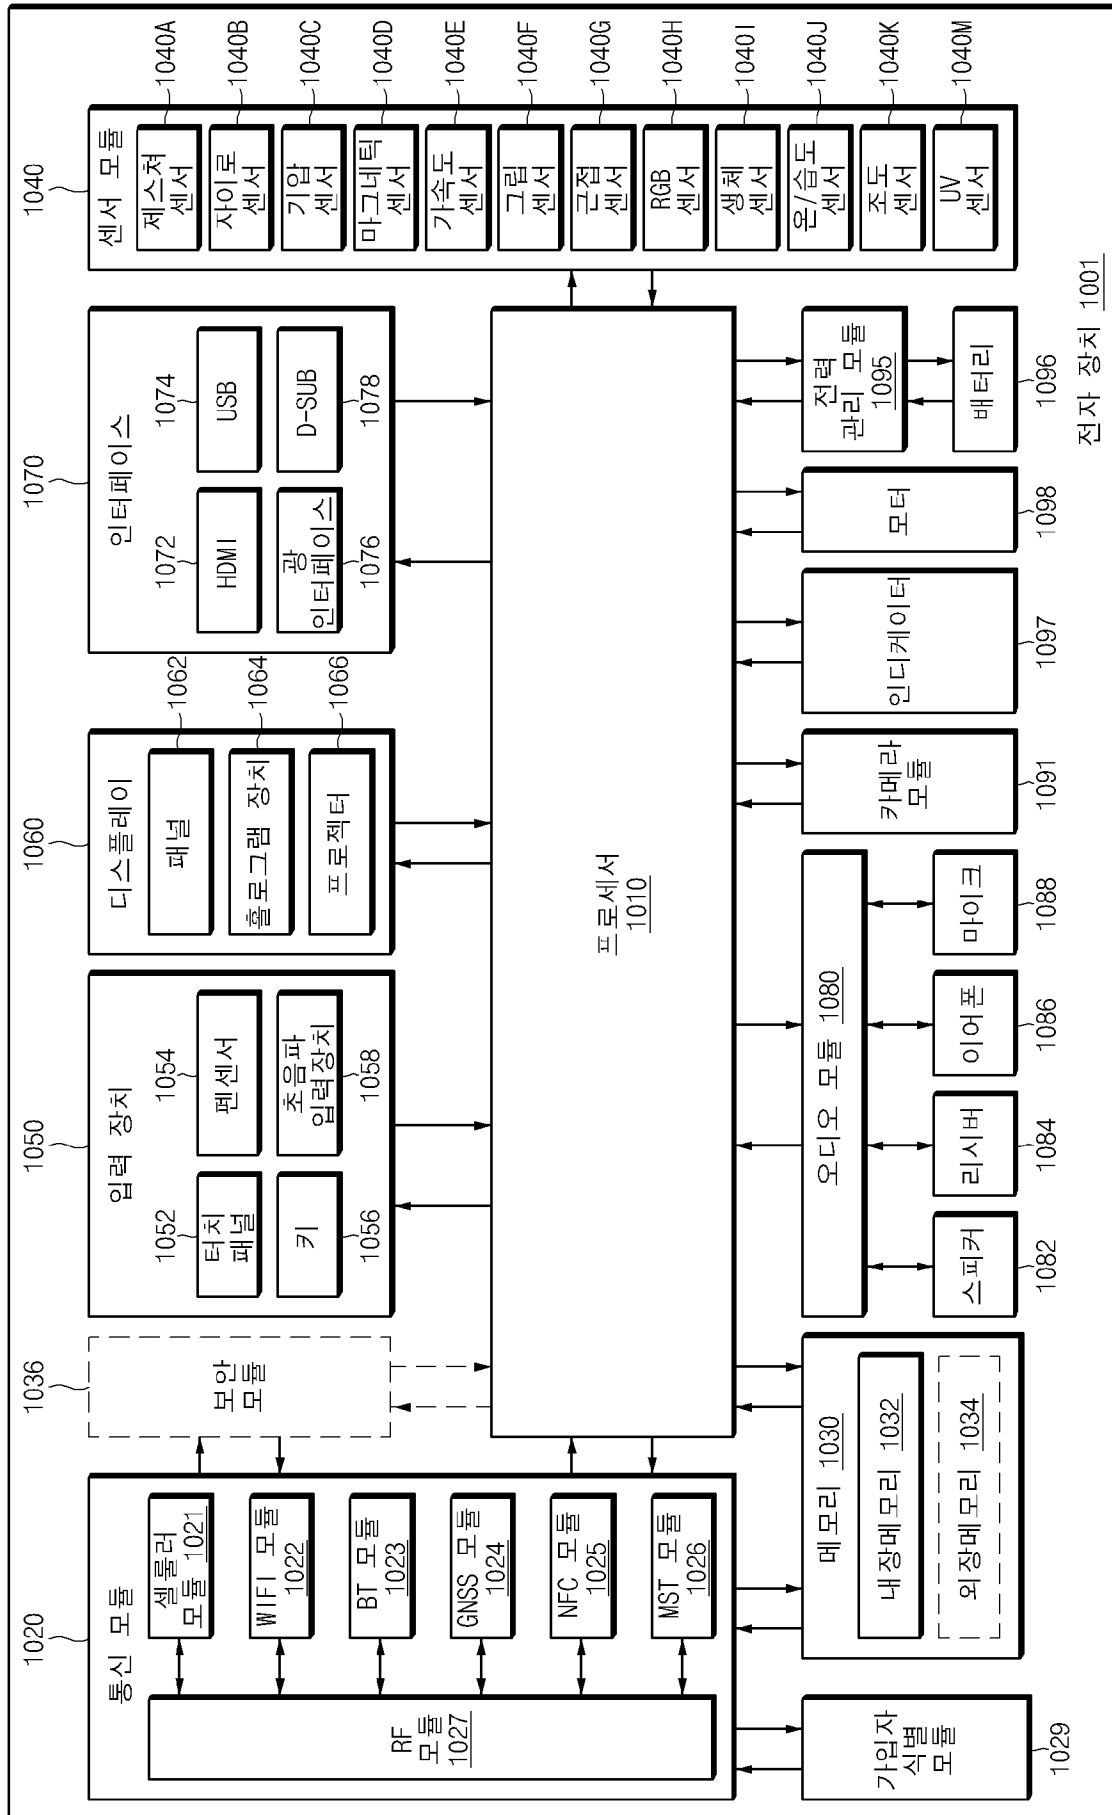 전자 장치 1001
1020
통신 모듈
셀룰러
모듈 1021
WIFI 모듈
1022
BT 모듈
1023
GNSS 모듈
1024
NFC 모듈
1025
MST 모듈
1026
RF
모듈
1027
1036
보안
모듈
1050
입력 장치
1052
터치
패널
1054
펜센서
키
1056
초음파
입력장치
1058
1060
디스플레이
패널
1062
홀로그램 장치
1064
프로젝터
1066
1070
인터페이스
1072
HDMI
1074
USB
광
인터페이스
1076
D-SUB
1078
1040
센서 모듈
제스처
센서
1040A
자이로
센서
1040B
기압
센서
1040C
마그네틱
센서
1040D
가속도
센서
1040E
그립
센서
1040F
근접
센서
1040G
RGB
센서
1040H
생체
센서
1040I
온/습도
센서
1040J
조도
센서
1040K
UV
센서
1040M
프로세서
1010
가입자
식별
모듈
1029
메모리 1030
내장메모리 1032
외장메모리 1034
오디오 모듈 1080
스피커
1082
리시버
1084
이어폰
1086
마이크
1088
카메라
모듈
1091
인디케이터
1097
모터
1098
전력
관리 모듈
1095
배터리
1096